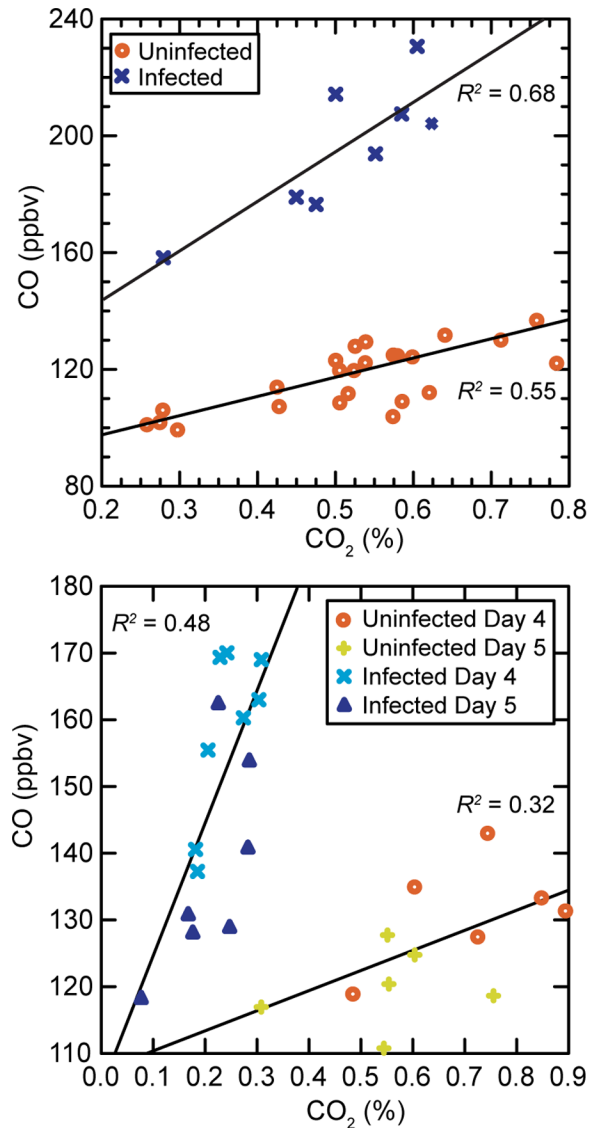 240
Uninfected
Infected
R² = 0.68
200
CO (ppbv)
160
120
R² = 0.55
80
0.2 0.3 0.4 0.5 0.6 0.7 0.8
CO₂ (%)
180
R² = 0.48
Uninfected Day 4
Uninfected Day 5
Infected Day 4
Infected Day 5
170
160
CO (ppbv)
150
R² = 0.32
140
130
120
110
0.0 0.1 0.2 0.3 0.4 0.5 0.6 0.7 0.8 0.9
CO₂ (%)